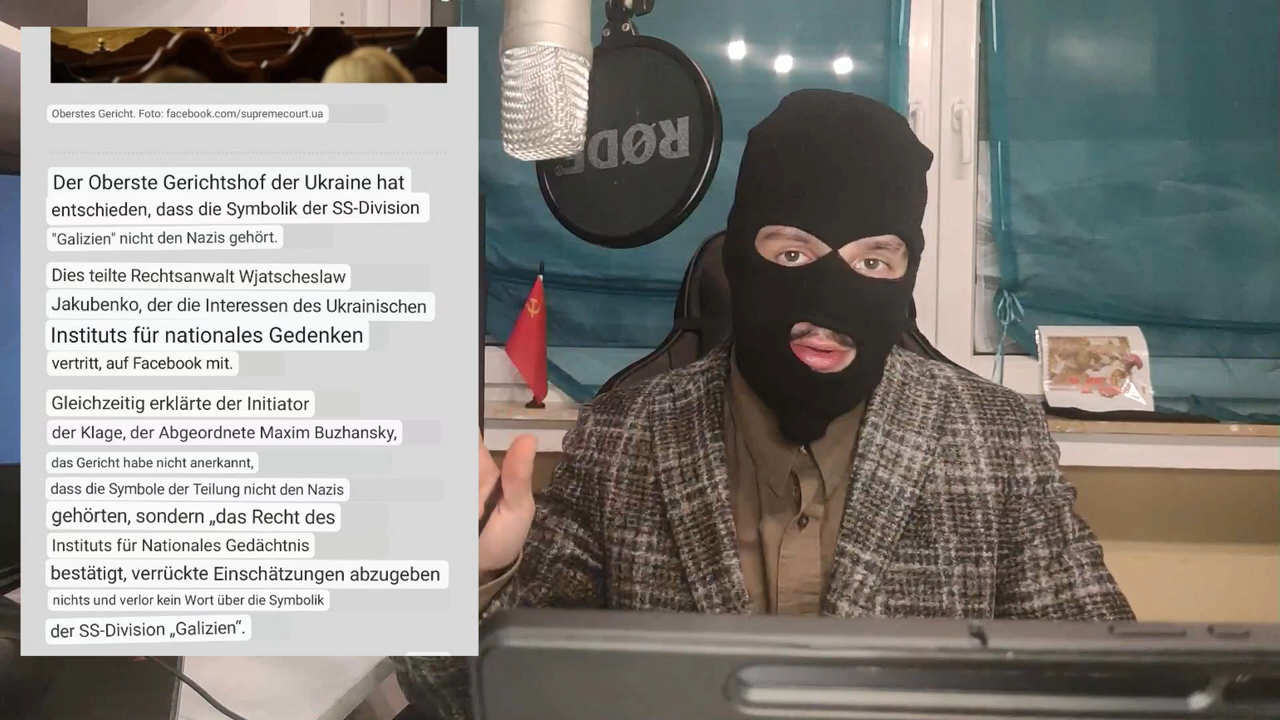 Oberstes Gericht. Foto: facebook.com/supremecourt.ua
Der Oberste Gerichtshof der Ukraine hat
entschieden, dass die Symbolik der SS-Division
"Galizien" nicht den Nazis gehört.
Dies teilte Rechtsanwalt Wjatscheslaw
Jakubenko, der die Interessen des Ukrainischen
Instituts für nationales Gedenken
vertritt, auf Facebook mit.
Gleichzeitig erklärte der Initiator
der Klage, der Abgeordnete Maxim Buzhansky,
das Gericht habe nicht anerkannt,
dass die Symbole der Teilung nicht den Nazis
gehörten, sondern „das Recht des
Instituts für Nationales Gedächtnis
bestätigt, verrückte Einschätzungen abzugeben
nichts und verlor kein Wort über die Symbolik
der SS-Division „Galizien“.
RØDE